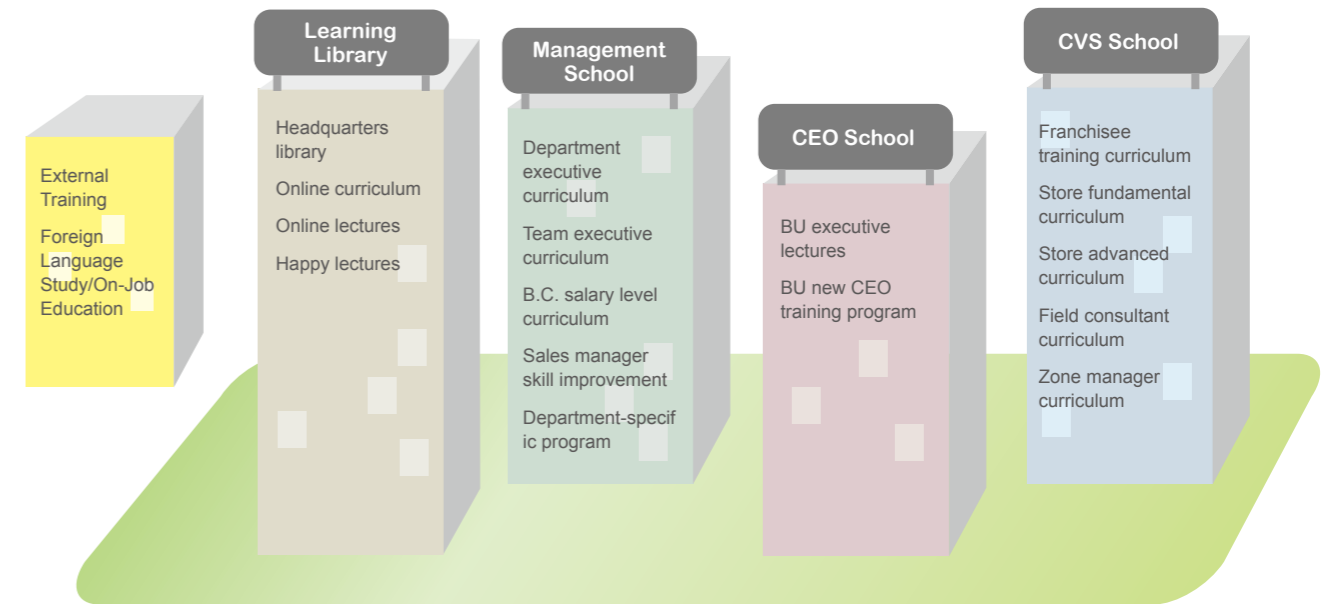 External
Training
Foreign
Language
Study/On-Job
Education
Learning
Library
Headquarters
library
Online curriculum
Online lectures
Happy lectures
Management
School
Department
executive
curriculum
Team executive
curriculum
B.C. salary level
curriculum
Sales manager
skill improvement
Department-specif
ic program
CEO School
BU executive
lectures
BU new CEO
training program
CVS School
Franchisee
training curriculum
Store fundamental
curriculum
Store advanced
curriculum
Field consultant
curriculum
Zone manager
curriculum